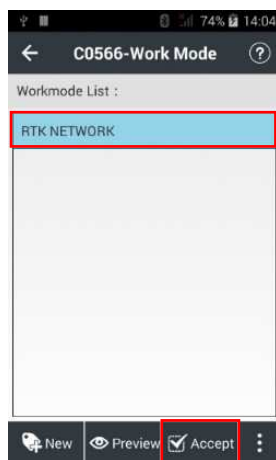 74% 14:04
C0566-Work Mode ?
Workmode List :
RTK NETWORK
New Preview Accept